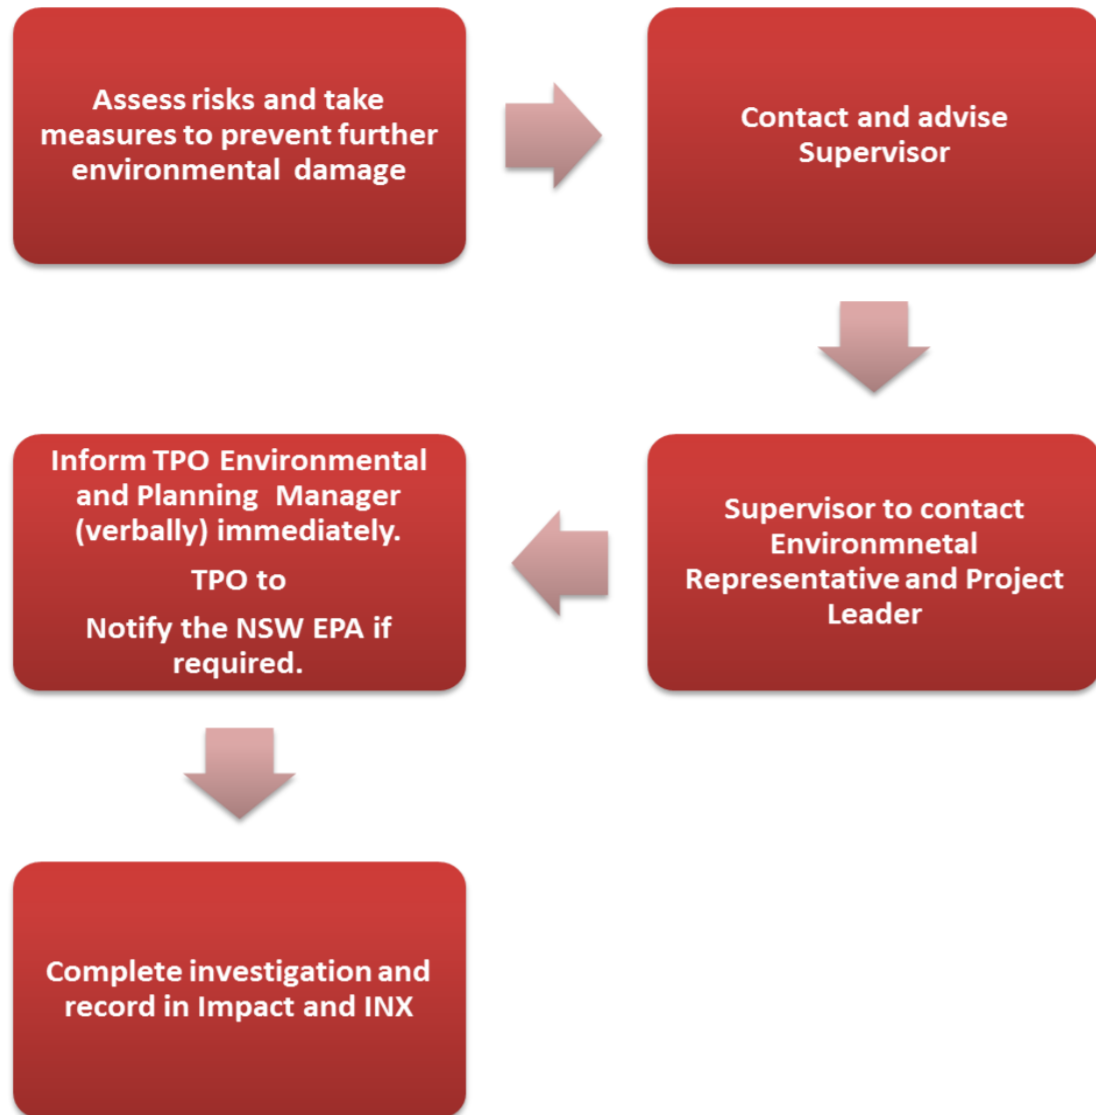 Assess risks and take
measures to prevent further
environmental damage
Contact and advise
Supervisor
Supervisor to contact
Environmnetal
Representative and Project
Leader
Inform TPO Environmental
and Planning Manager
(verbally) immediately.
TPO to
Notify the NSW EPA if
required.
Complete investigation and
record in Impact and INX